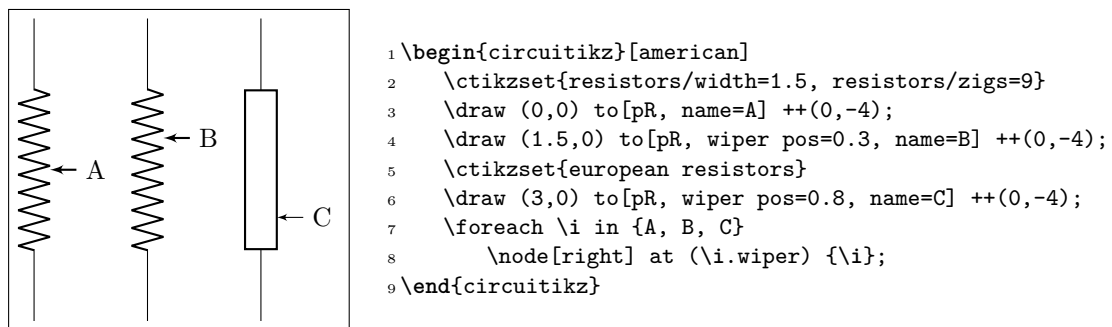 A
B
C
1 \begin{circuitikz}[american]
2 \ctikzset{resistors/width=1.5, resistors/zigs=9}
3 \draw (0,0) to[pR, name=A] ++(0,-4);
4 \draw (1.5,0) to[pR, wiper pos=0.3, name=B] ++(0,-4);
5 \ctikzset{european resistors}
6 \draw (3,0) to[pR, wiper pos=0.8, name=C] ++(0,-4);
7 \foreach \i in {A, B, C}
8 \node[right] at (\i.wiper) {\i};
9 \end{circuitikz}